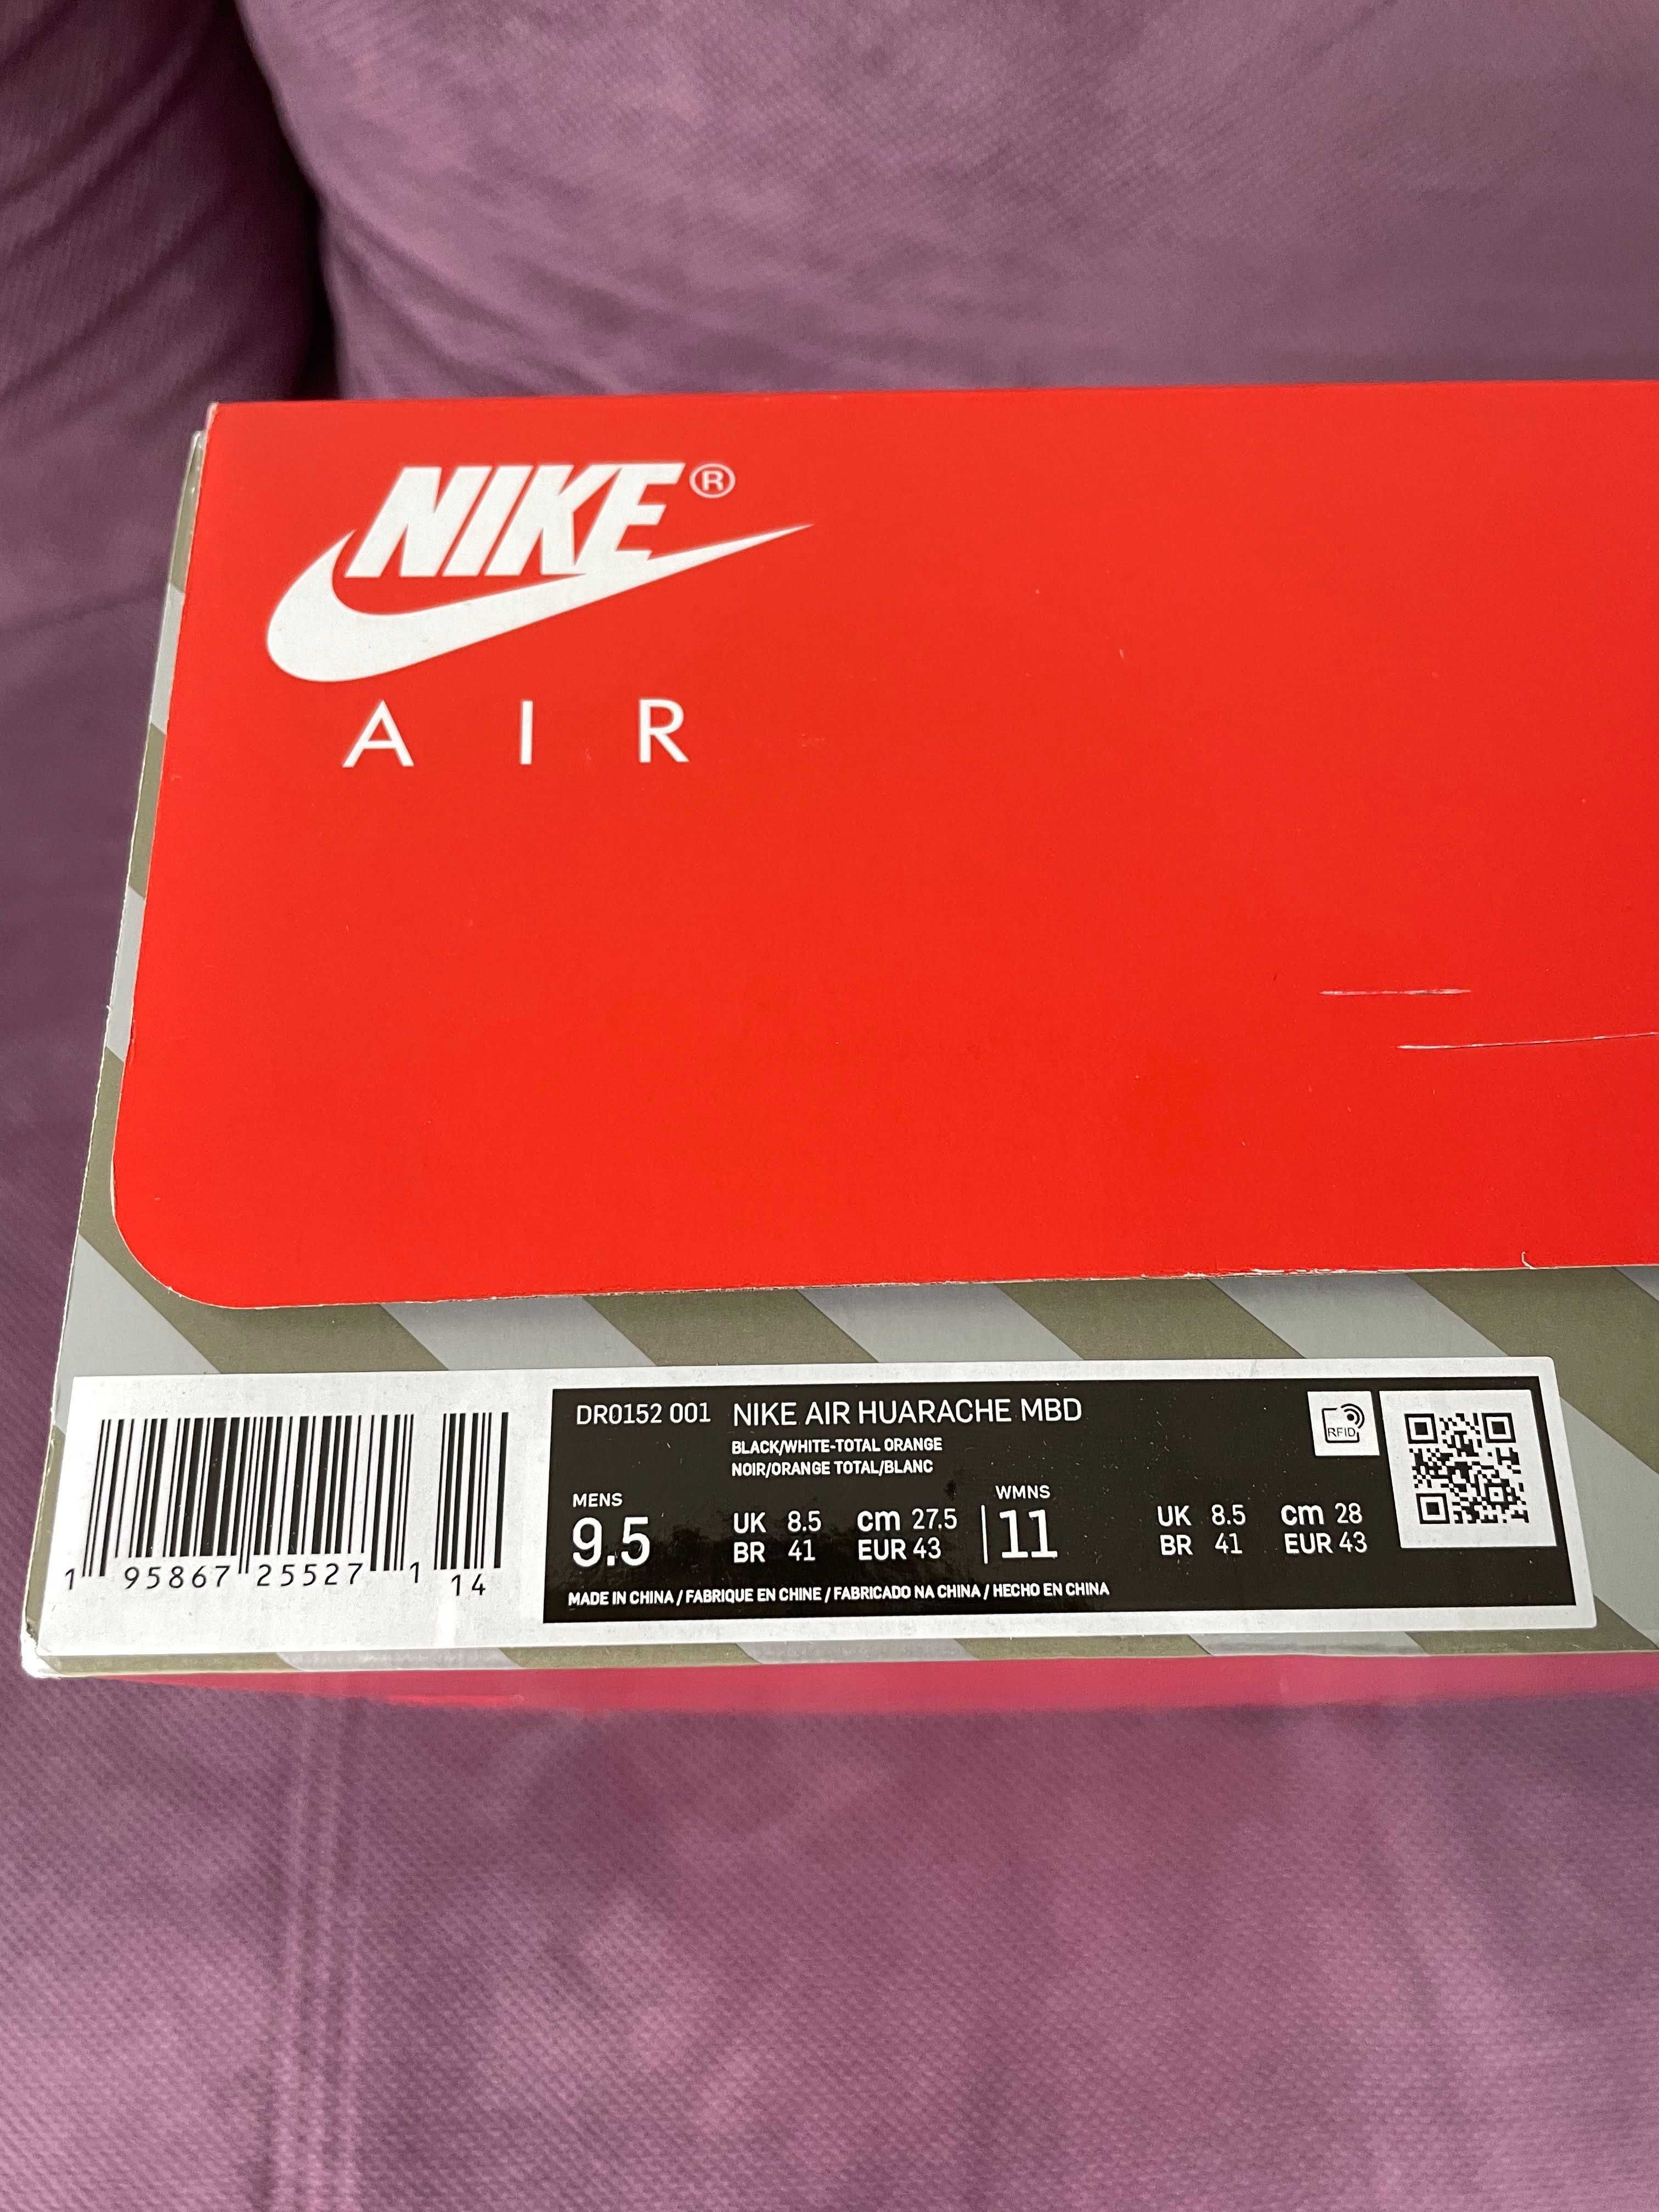 NIKE®
AIR
DR0152 001 NIKE AIR HUARACHE MBD
BLACK/WHITE-TOTAL ORANGE
NOIR/ORANGE TOTAL/BLANC
RFID
MENS
9.5
UK 8.5 cm 27.5
BR 41 EUR 43
WMNS
11
UK 8.5 cm 28
BR 41 EUR 43
MADE IN CHINA / FABRIQUE EN CHINE / FABRICADO NA CHINA / HECHO EN CHINA
1 95867 25527 1 14